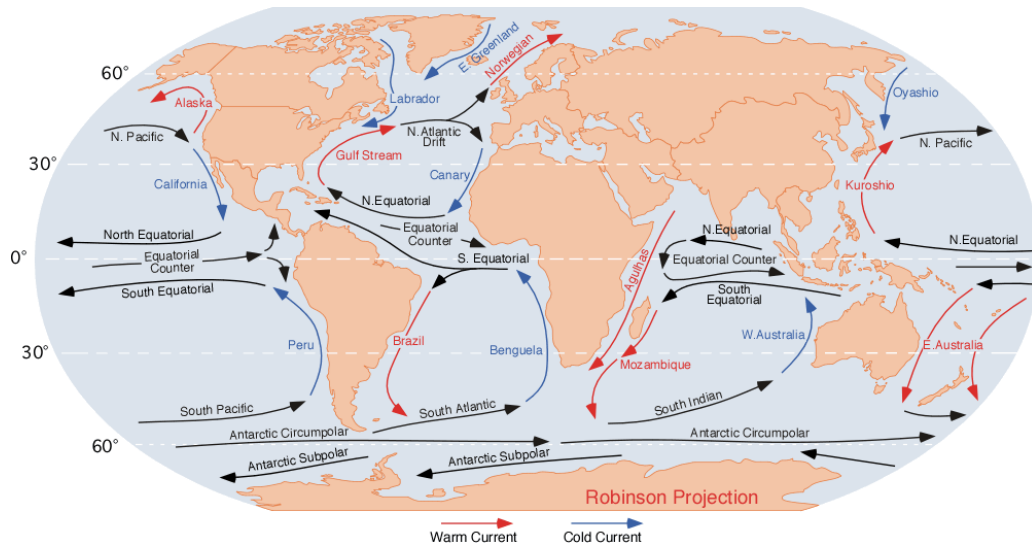 E. Greenland
Norwegian
60°
Alaska
Labrador
Oyashio
N. Pacific
N. Atlantic
Drift
N. Pacific
Gulf Stream
30°
California
Canary
Kuroshio
N.Equatorial
North Equatorial
Equatorial
Counter
N.Equatorial
N.Equatorial
Equatorial
Counter
S. Equatorial
Agulhas
Equatorial Counter
0°
South Equatorial
South
Equatorial
Peru
Brazil
Benguela
W.Australia
E.Australia
30°
Mozambique
South Pacific
South Atlantic
South Indian
Antarctic Circumpolar
Antarctic Circumpolar
60°
Antarctic Subpolar
Antarctic Subpolar
Robinson Projection
Warm Current
Cold Current